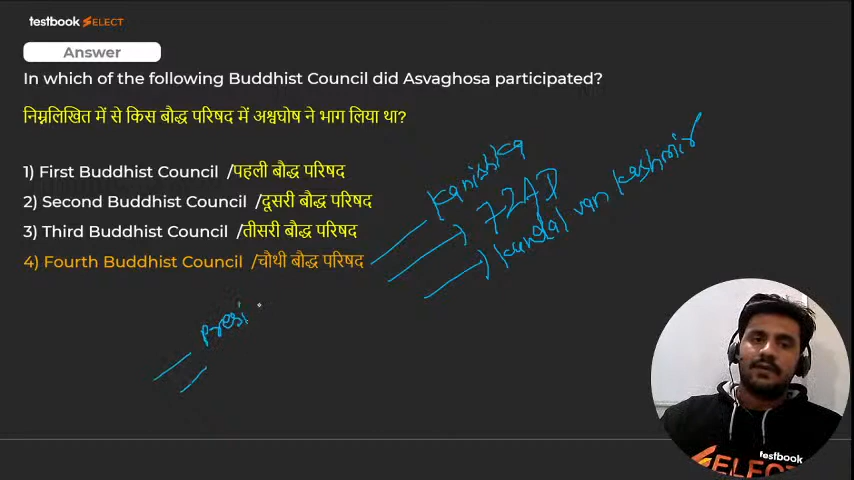 testbook SELECT
Answer
In which of the following Buddhist Council did Asvaghosa participated?
निम्नलिखित में से किस बौद्ध परिषद में अश्वघोष ने भाग लिया था?
1) First Buddhist Council /पहली बौद्ध परिषद
2) Second Buddhist Council /दूसरी बौद्ध परिषद
3) Third Buddhist Council /तीसरी बौद्ध परिषद
4) Fourth Buddhist Council /चौथी बौद्ध परिषद
Kanishka
72AD
Kundal van Kashmir
Presi
testbook
SELECT